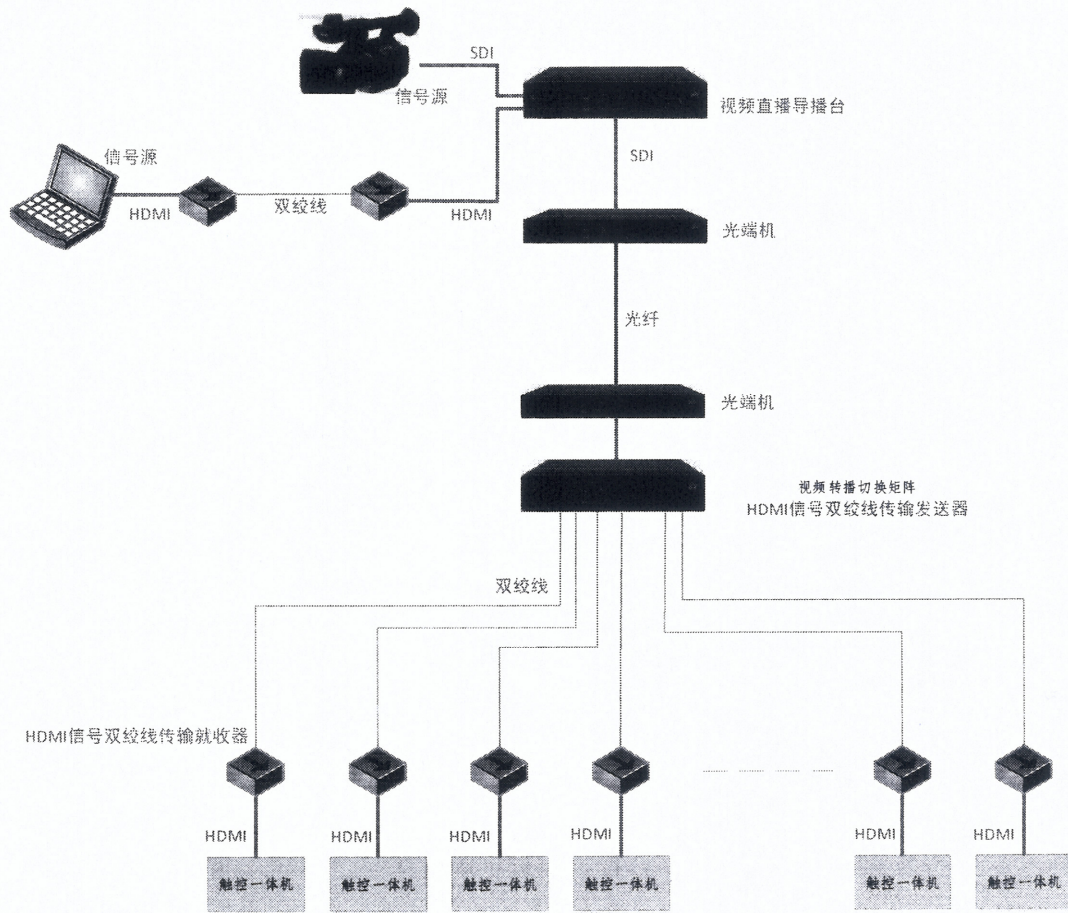 SDI
信号源
视频直播导播台
信号源
SDI
HDMI
双绞线
HDMI
光端机
光纤
光端机
视频转播切换矩阵
HDMI信号双绞线传输发送器
双绞线
HDMI信号双绞线传输就收器
HDMI
HDMI
HDMI
HDMI
HDMI
HDMI
触控一体机
触控一体机
触控一体机
触控一体机
触控一体机
触控一体机